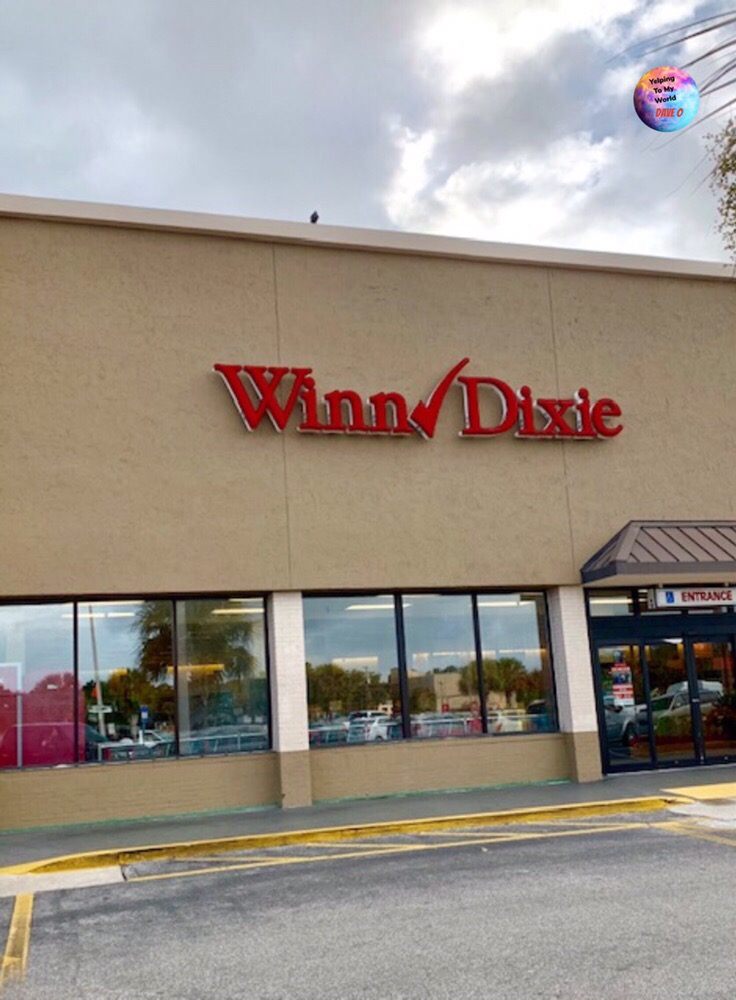 Yelping
To My
World
DAVE O
Winn Dixie
ENTRANCE